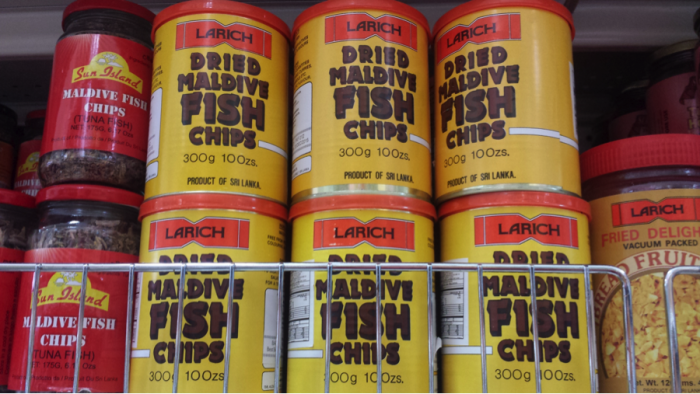 Sun Island
MALDIVE FISH
CHIPS
(TUNA FISH)
LARICH
DRIED
MALDIVE
FISH
CHIPS
300g 10ozs.
PRODUCT OF SRI LANKA.
LARICH
DRIED
MALDIVE
FISH
CHIPS
300g 10ozs.
PRODUCT OF SRI LANKA.
LARICH
DRIED
MALDIVE
FISH
CHIPS
300g 10ozs.
PRODUCT OF SRI LANKA.
Sun Island
MALDIVE FISH
CHIPS
(TUNA FISH)
LARICH
DRIED
MALDIVE
FISH
CHIPS
300g 10ozs.
LARICH
DRIED
MALDIVE
FISH
CHIPS
300g 10ozs.
LARICH
DRIED
MALDIVE
FISH
CHIPS
300g 10ozs.
LARICH
FRIED DELIGH
VACUUM PACKED
FRUIT